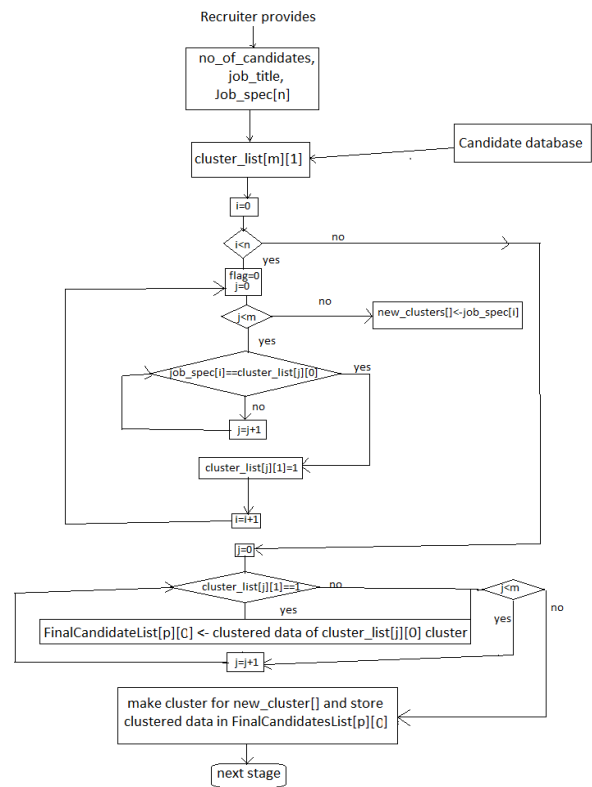 Recruiter provides
no_of_candidates,
job_title,
Job_spec[n]
Candidate database
cluster_list[m][1]
i=0
i<n
no
yes
flag=0
j=0
j<m
no
new_clusters[]<-job_spec[i]
yes
job_spec[i]==cluster_list[j][0]
yes
no
j=j+1
cluster_list[j][1]=1
i=i+1
j=0
cluster_list[j][1]==1
no
j<m
yes
no
yes
FinalCandidateList[p][C] <- clustered data of cluster_list[j][0] cluster
j=j+1
make cluster for new_cluster[] and store
clustered data in FinalCandidatesList[p][C]
next stage